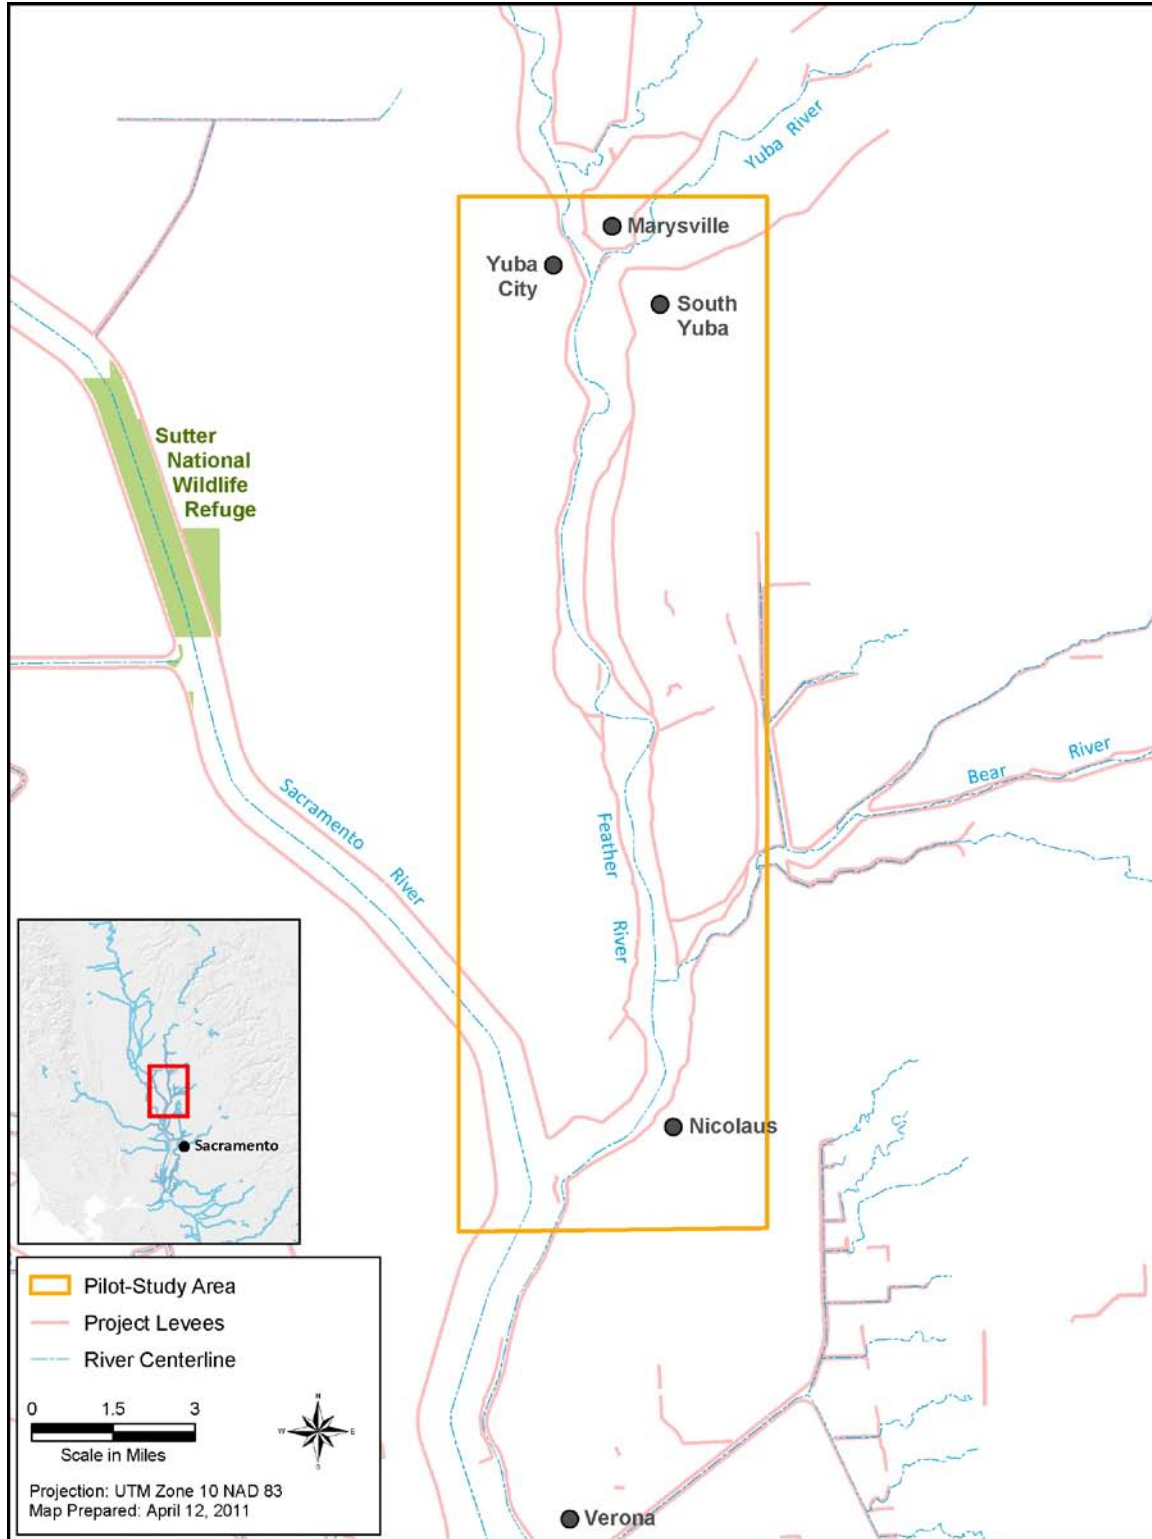 Yuba River
Marysville
Yuba
City
South
Yuba
Sutter
National
Wildlife
Refuge
Bear River
Sacramento River
Feather River
Sacramento
Nicolaus
Pilot-Study Area
Project Levees
River Centerline
0 1.5 3
Scale in Miles
N
W E
S
Projection: UTM Zone 10 NAD 83
Map Prepared: April 12, 2011
Verona